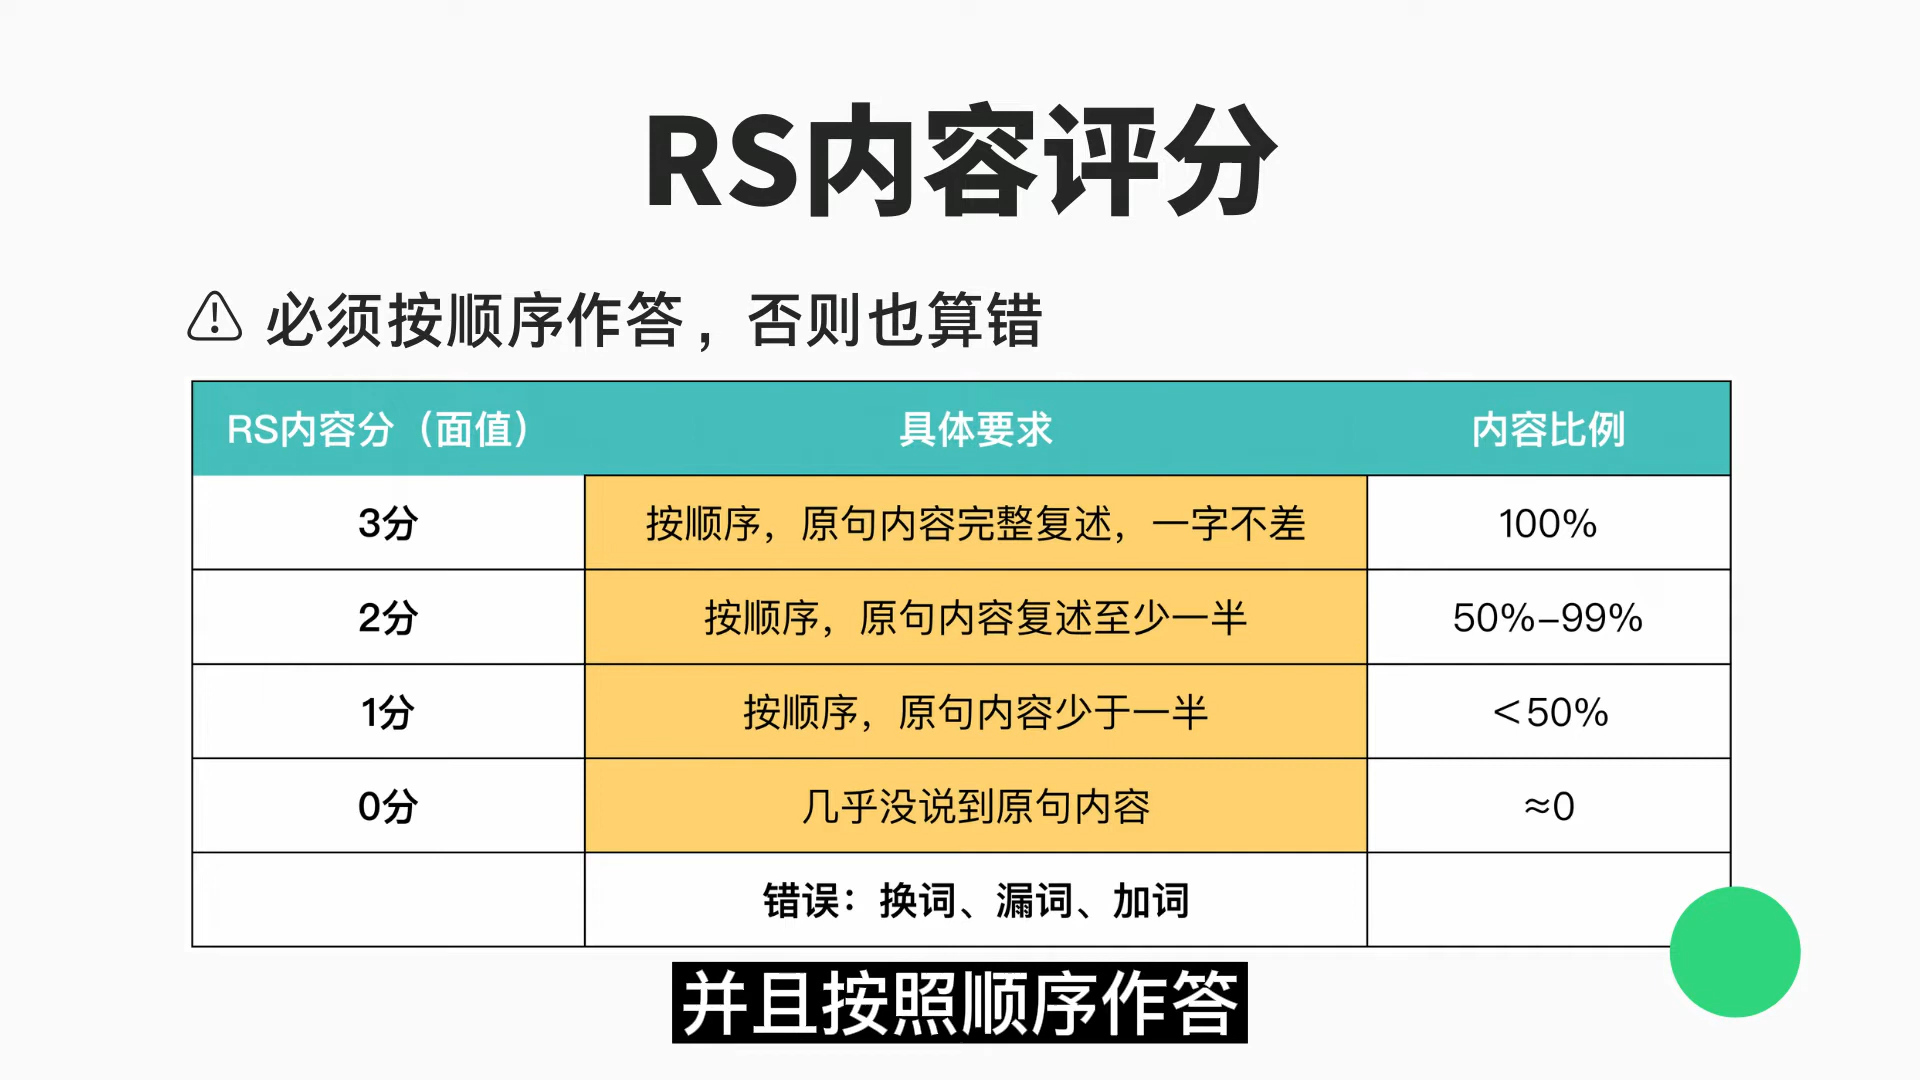 RS内容评分
必须按顺序作答，否则也算错
RS内容分（面值） 具体要求 内容比例
3分 按顺序，原句内容完整复述，一字不差 100%
2分 按顺序，原句内容复述至少一半 50%–99%
1分 按顺序，原句内容少于一半 ＜50%
0分 几乎没说到原句内容 ≈0
错误：换词、漏词、加词
并且按照顺序作答